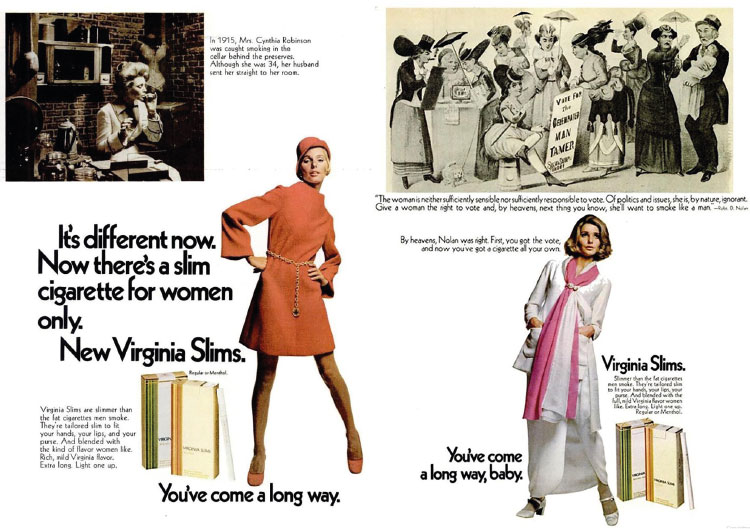 In 1915, Mrs. Cynthia Robinson
was caught smoking in the
cellar behind the preserves.
Although she was 34, her husband
sent her straight to her room.
It's different now.
Now there's a slim
cigarette for women
only.
New Virginia Slims.
Regular or Menthol.
Virginia Slims are slimmer than
the fat cigarettes men smoke.
They're tailored slim to fit
your hands, your lips, and your
purse. And blended with
the kind of flavor women like.
Rich, mild Virginia flavor.
Extra long. Light one up.
VIRGINIA SLIMS
You've come a long way.
VOTE FOR
THE
MAN
TAMER
"The woman is neither sufficiently sensible nor sufficiently responsible to vote. Of politics and issues, she is, by nature, ignorant.
Give a woman the right to vote and, by heavens, next thing you know, she'll want to smoke like a man."—Robt. D. Nolan
By heavens, Nolan was right. First, you got the vote,
and now you've got a cigarette all your own.
Virginia Slims.
Slimmer than the fat cigarettes
men smoke. They're tailored slim
to fit your hands, your lips, your
purse. And blended with the
full, mild Virginia flavor women
like. Extra long. Light one up.
Regular or Menthol.
You've come
a long way, baby.
VIRGINIA SLIMS